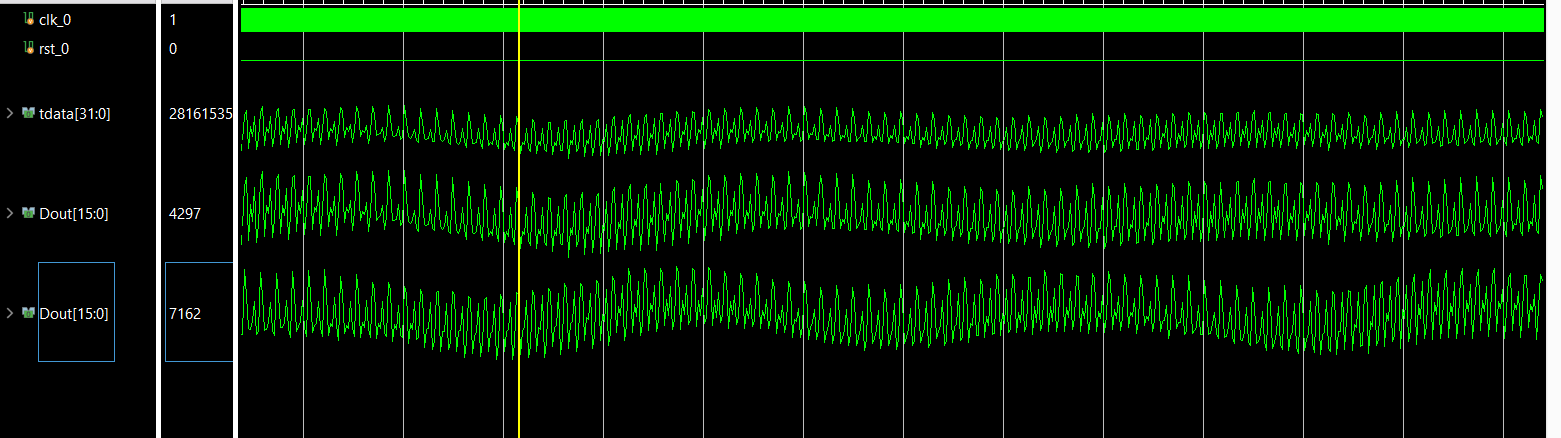 clk_0 1
rst_0 0
tdata[31:0] 28161535
Dout[15:0] 4297
Dout[15:0] 7162